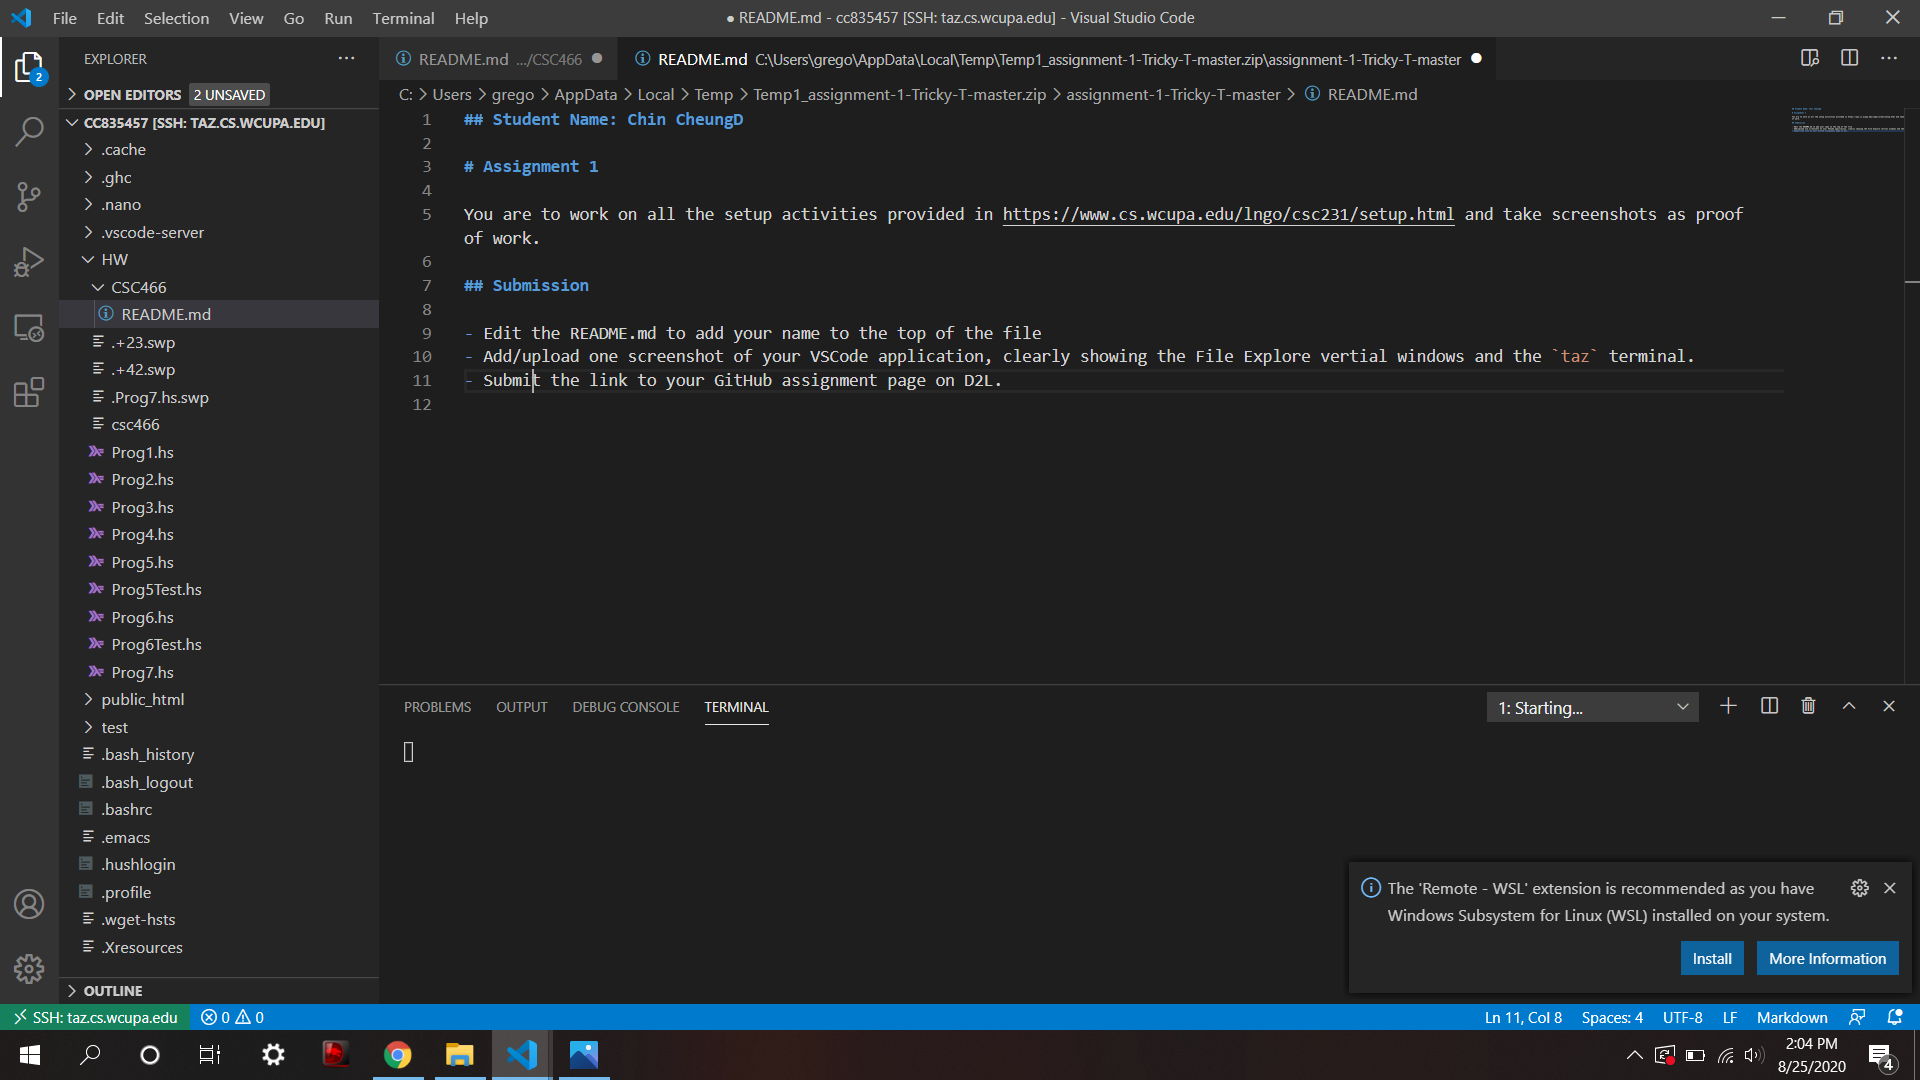 File Edit Selection View Go Run Terminal Help
● README.md - cc835457 [SSH: taz.cs.wcupa.edu] - Visual Studio Code
2
EXPLORER
README.md .../CSC466
README.md C:\Users\grego\AppData\Local\Temp\Temp1_assignment-1-Tricky-T-master.zip\assignment-1-Tricky-T-master
OPEN EDITORS 2 UNSAVED
C: > Users > grego > AppData > Local > Temp > Temp1_assignment-1-Tricky-T-master.zip > assignment-1-Tricky-T-master > README.md
CC835457 [SSH: TAZ.CS.WCUPA.EDU]
.cache
.ghc
.nano
.vscode-server
HW
CSC466
README.md
.+23.swp
.+42.swp
.Prog7.hs.swp
csc466
Prog1.hs
Prog2.hs
Prog3.hs
Prog4.hs
Prog5.hs
Prog5Test.hs
Prog6.hs
Prog6Test.hs
Prog7.hs
public_html
test
.bash_history
.bash_logout
.bashrc
.emacs
.hushlogin
.profile
.wget-hsts
.Xresources
OUTLINE
1 ## Student Name: Chin CheungD
2
3 # Assignment 1
4
5 You are to work on all the setup activities provided in https://www.cs.wcupa.edu/lngo/csc231/setup.html and take screenshots as proof
of work.
6
7 ## Submission
8
9 - Edit the README.md to add your name to the top of the file
10 - Add/upload one screenshot of your VSCode application, clearly showing the File Explore vertial windows and the `taz` terminal.
11 - Submit the link to your GitHub assignment page on D2L.
12
PROBLEMS OUTPUT DEBUG CONSOLE TERMINAL
1: Starting...
The 'Remote - WSL' extension is recommended as you have
Windows Subsystem for Linux (WSL) installed on your system.
Install More Information
SSH: taz.cs.wcupa.edu 0 0
Ln 11, Col 8 Spaces: 4 UTF-8 LF Markdown
2:04 PM
8/25/2020
4